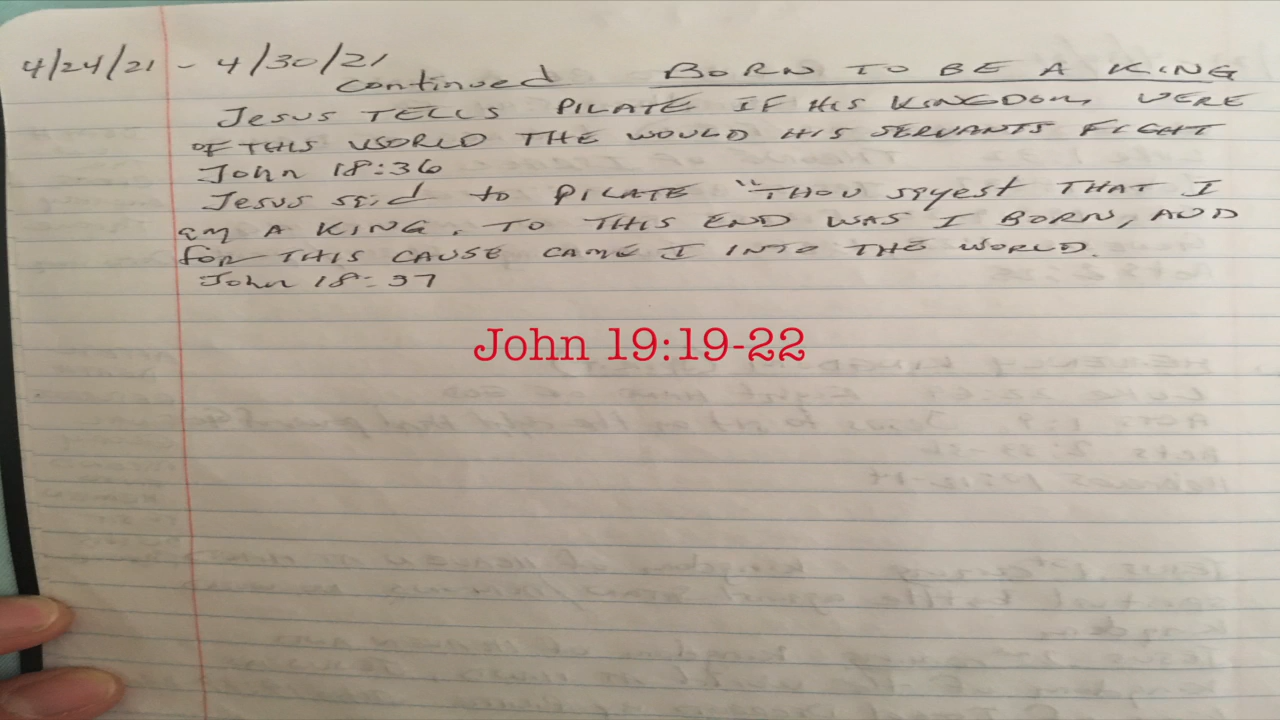 4/24/21 - 4/30/21
continued BORN TO BE A KING
Jesus TELLS PILATE IF HIS KINGDOM WERE
OF THIS WORLD THE WOULD HIS SERVANTS FIGHT
John 18:36
Jesus said to PILATE "THOU sayest THAT I
am A KING. TO THIS END WAS I BORN, AND
for THIS CAUSE CAME I INTO THE WORLD.
John 18:37
John 19:19-22